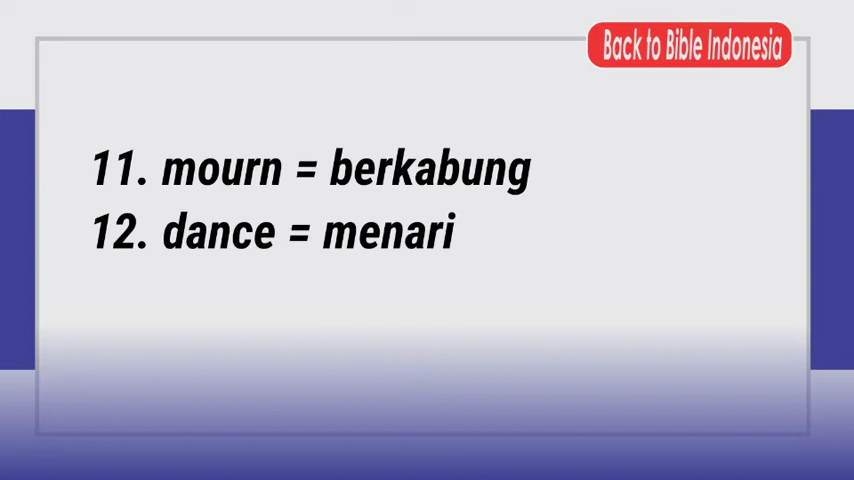 Back to Bible Indonesia
11. mourn = berkabung
12. dance = menari